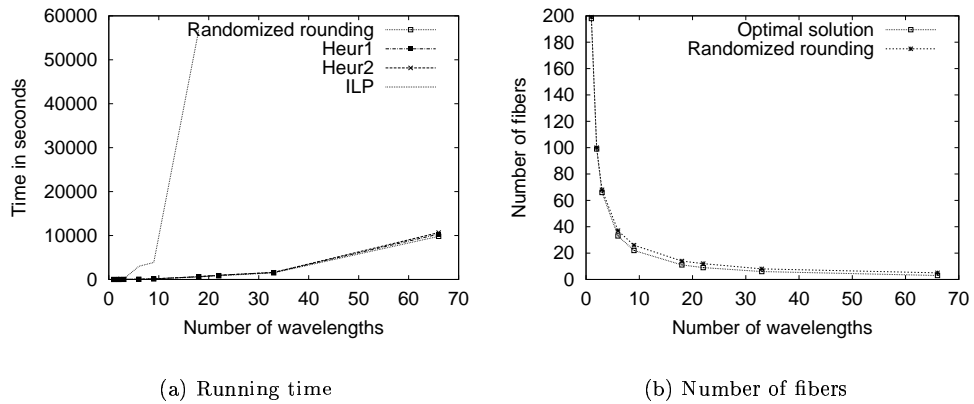 60000
50000
40000
30000
20000
10000
0
Time in seconds
Randomized rounding
Heur1
Heur2
ILP
0 10 20 30 40 50 60 70
Number of wavelengths
(a) Running time
200
180
160
140
120
100
80
60
40
20
0
Number of fibers
Optimal solution
Randomized rounding
0 10 20 30 40 50 60 70
Number of wavelengths
(b) Number of fibers